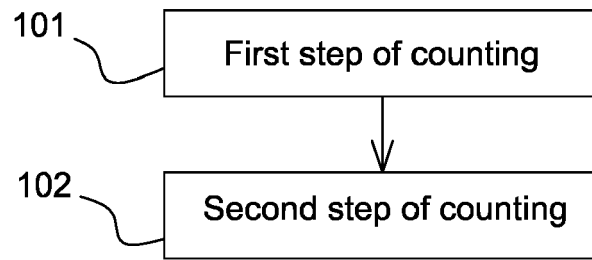 101
First step of counting
102
Second step of counting